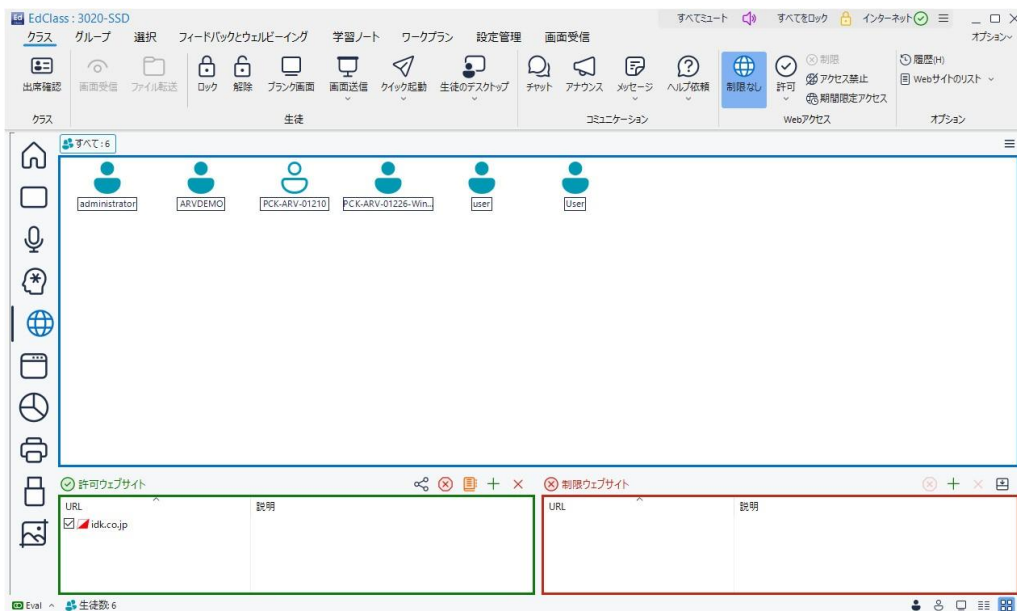 EdClass : 3020-SSD
すべてミュート すべてをロック インターネット
クラス グループ 選択 フィードバックとウェルビーイング 学習ノート ワークプラン 設定管理 画面受信 オプション
出席確認 画面受信 ファイル転送 ロック 解除 ブランク画面 画面送信 クイック起動 生徒のデスクトップ チャット アナウンス メッセージ ヘルプ依頼 制限なし 許可
制限
アクセス禁止
期間限定アクセス
履歴(H)
Webサイトのリスト
クラス 生徒 コミュニケーション Webアクセス オプション
すべて: 6
administrator ARVDEMO PCK-ARV-01210 PCK-ARV-01226-Win... user User
許可ウェブサイト
URL 説明
idk.co.jp
制限ウェブサイト
URL 説明
Eval 生徒数: 6